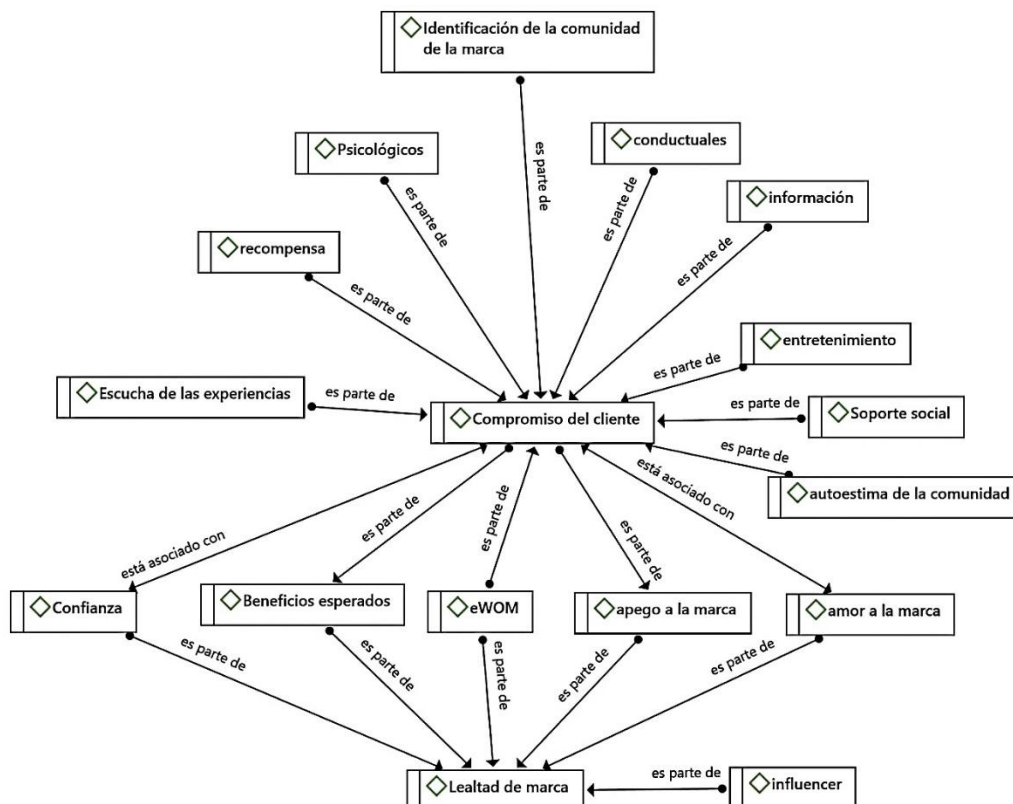 Identificación de la comunidad
de la marca
Psicológicos
conductuales
es parte de
es parte de
es parte de
información
recompensa
es parte de
es parte de
entretenimiento
es parte de
Escucha de las experiencias
es parte de
Compromiso del cliente
es parte de
Soporte social
es parte de
autoestima de la comunidad
está asociado con
es parte de
es parte de
es parte de
está asociado con
Confianza
Beneficios esperados
eWOM
apego a la marca
amor a la marca
es parte de
es parte de
es parte de
es parte de
es parte de
Lealtad de marca
es parte de
influencer